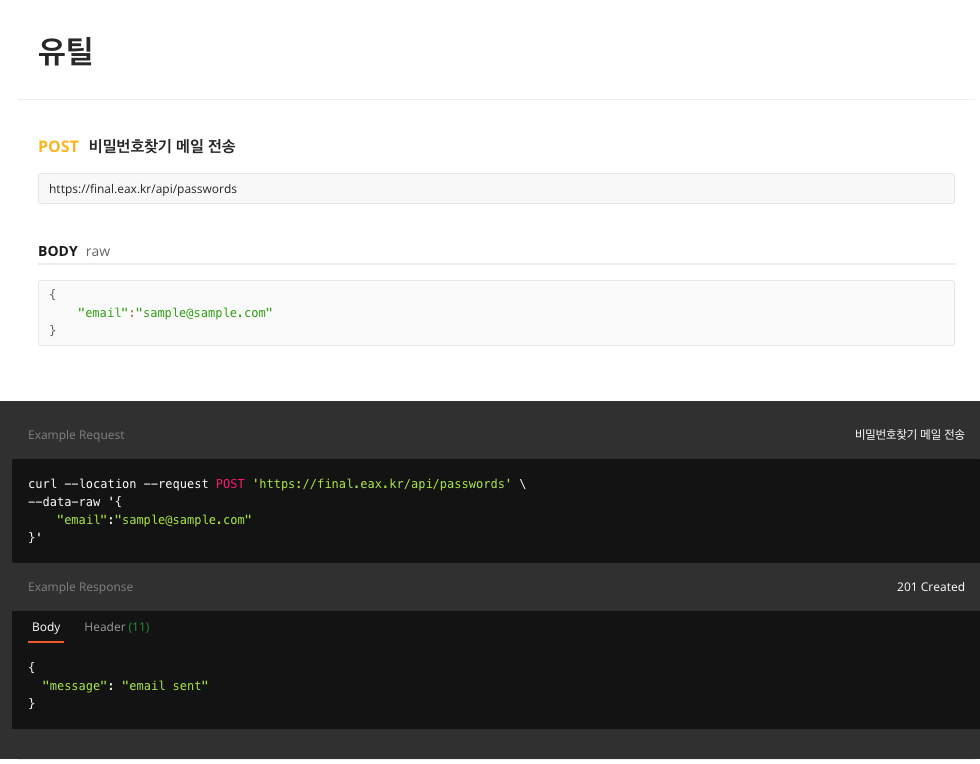 유틸
POST 비밀번호찾기 메일 전송
https://final.eax.kr/api/passwords
BODY raw
{
"email":"sample@sample.com"
}
Example Request 비밀번호찾기 메일 전송
curl --location --request POST 'https://final.eax.kr/api/passwords' \
--data-raw '{
"email":"sample@sample.com"
}'
Example Response 201 Created
Body Header (11)
{
"message": "email sent"
}